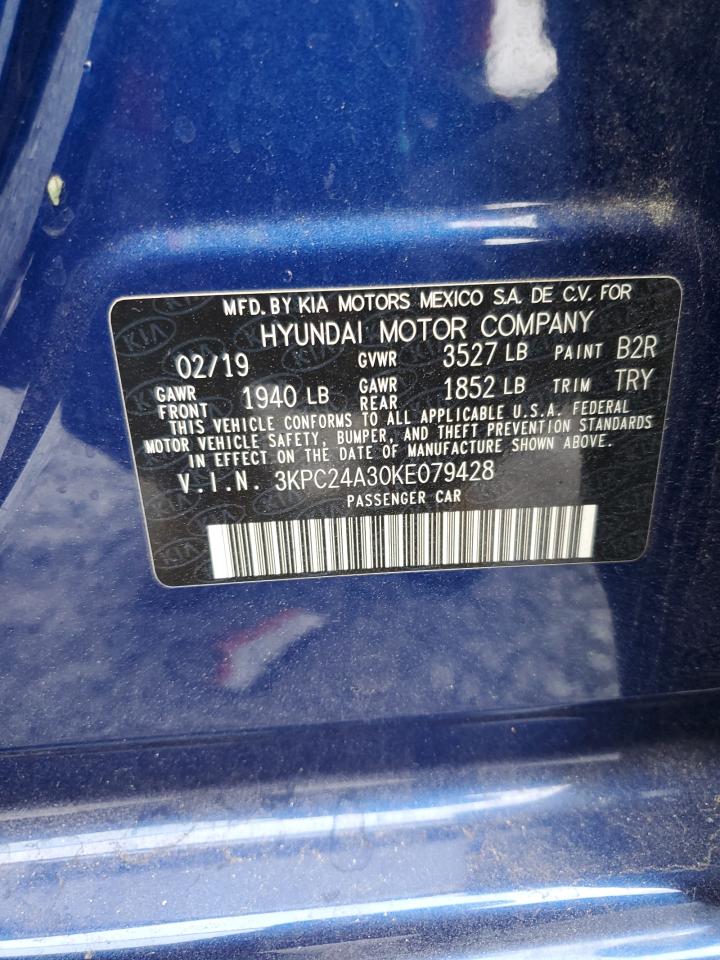 MFD. BY KIA MOTORS MEXICO S.A. DE C.V. FOR
HYUNDAI MOTOR COMPANY
02/19 GVWR 3527 LB PAINT B2R
GAWR FRONT 1940 LB GAWR REAR 1852 LB TRIM TRY
THIS VEHICLE CONFORMS TO ALL APPLICABLE U.S.A. FEDERAL
MOTOR VEHICLE SAFETY, BUMPER, AND THEFT PREVENTION STANDARDS
IN EFFECT ON THE DATE OF MANUFACTURE SHOWN ABOVE.
V.I.N. 3KPC24A30KE079428
PASSENGER CAR